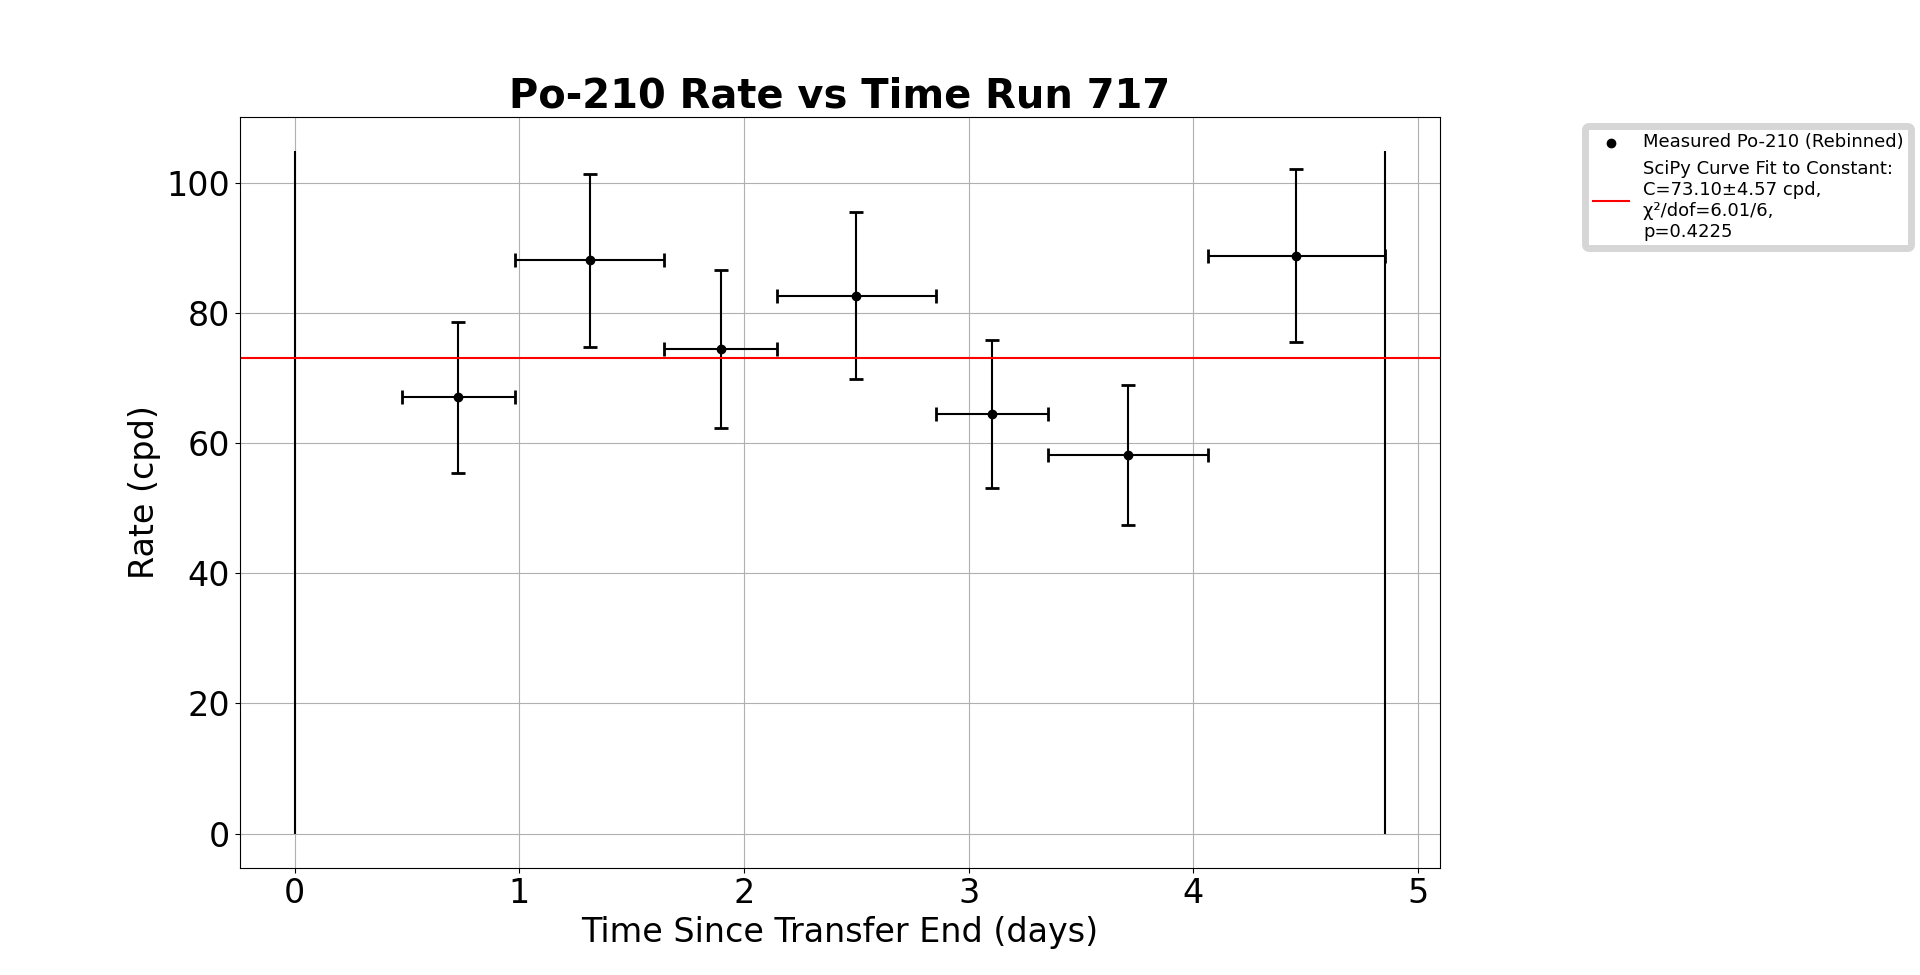 Po-210 Rate vs Time Run 717
Measured Po-210 (Rebinned)
SciPy Curve Fit to Constant:
C=73.10±4.57 cpd,
χ²/dof=6.01/6,
p=0.4225
Rate (cpd)
100
80
60
40
20
0
0 1 2 3 4 5
Time Since Transfer End (days)